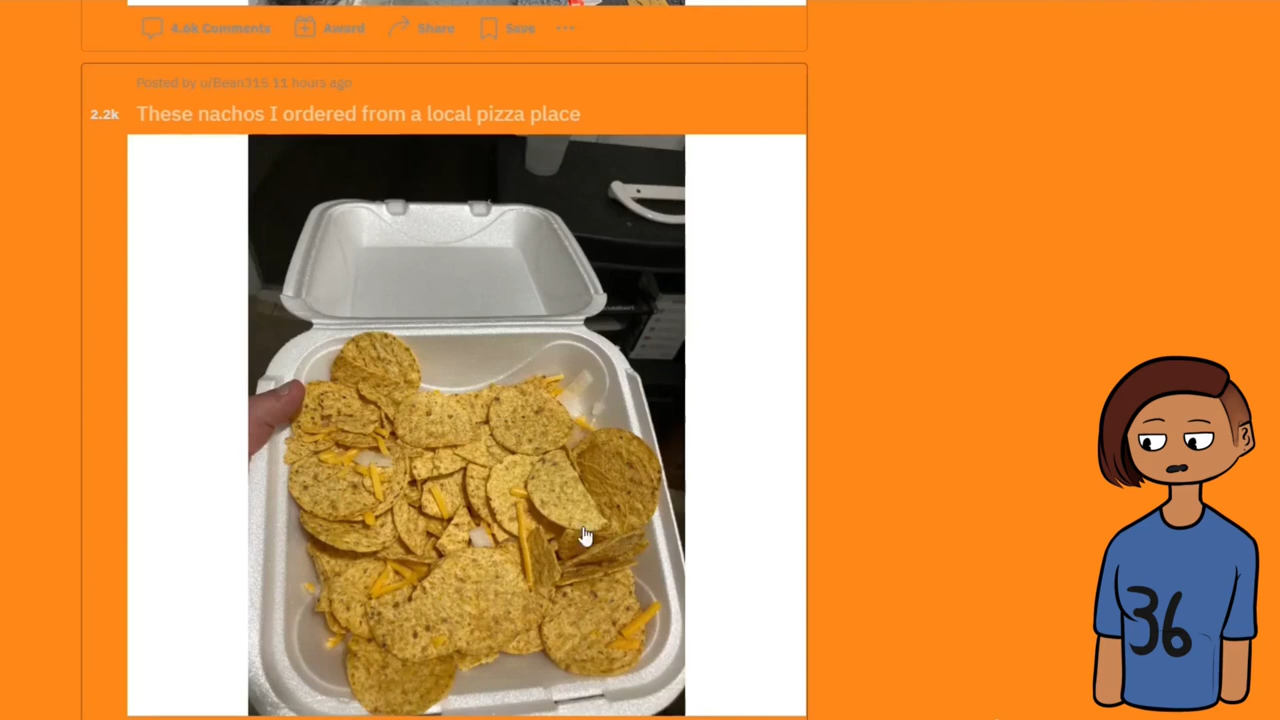 4.6k Comments Award Share Save ...
Posted by u/Bean316 11 hours ago
2.2k These nachos I ordered from a local pizza place
36